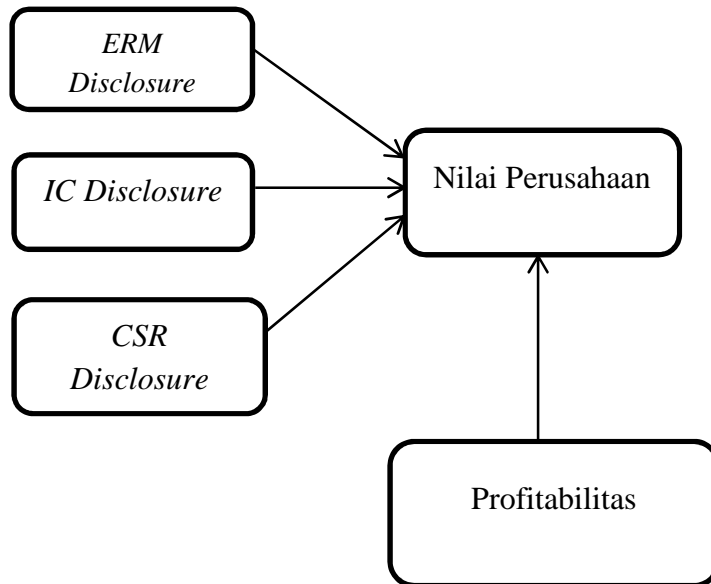 ERM
Disclosure
IC Disclosure
Nilai Perusahaan
CSR
Disclosure
Profitabilitas